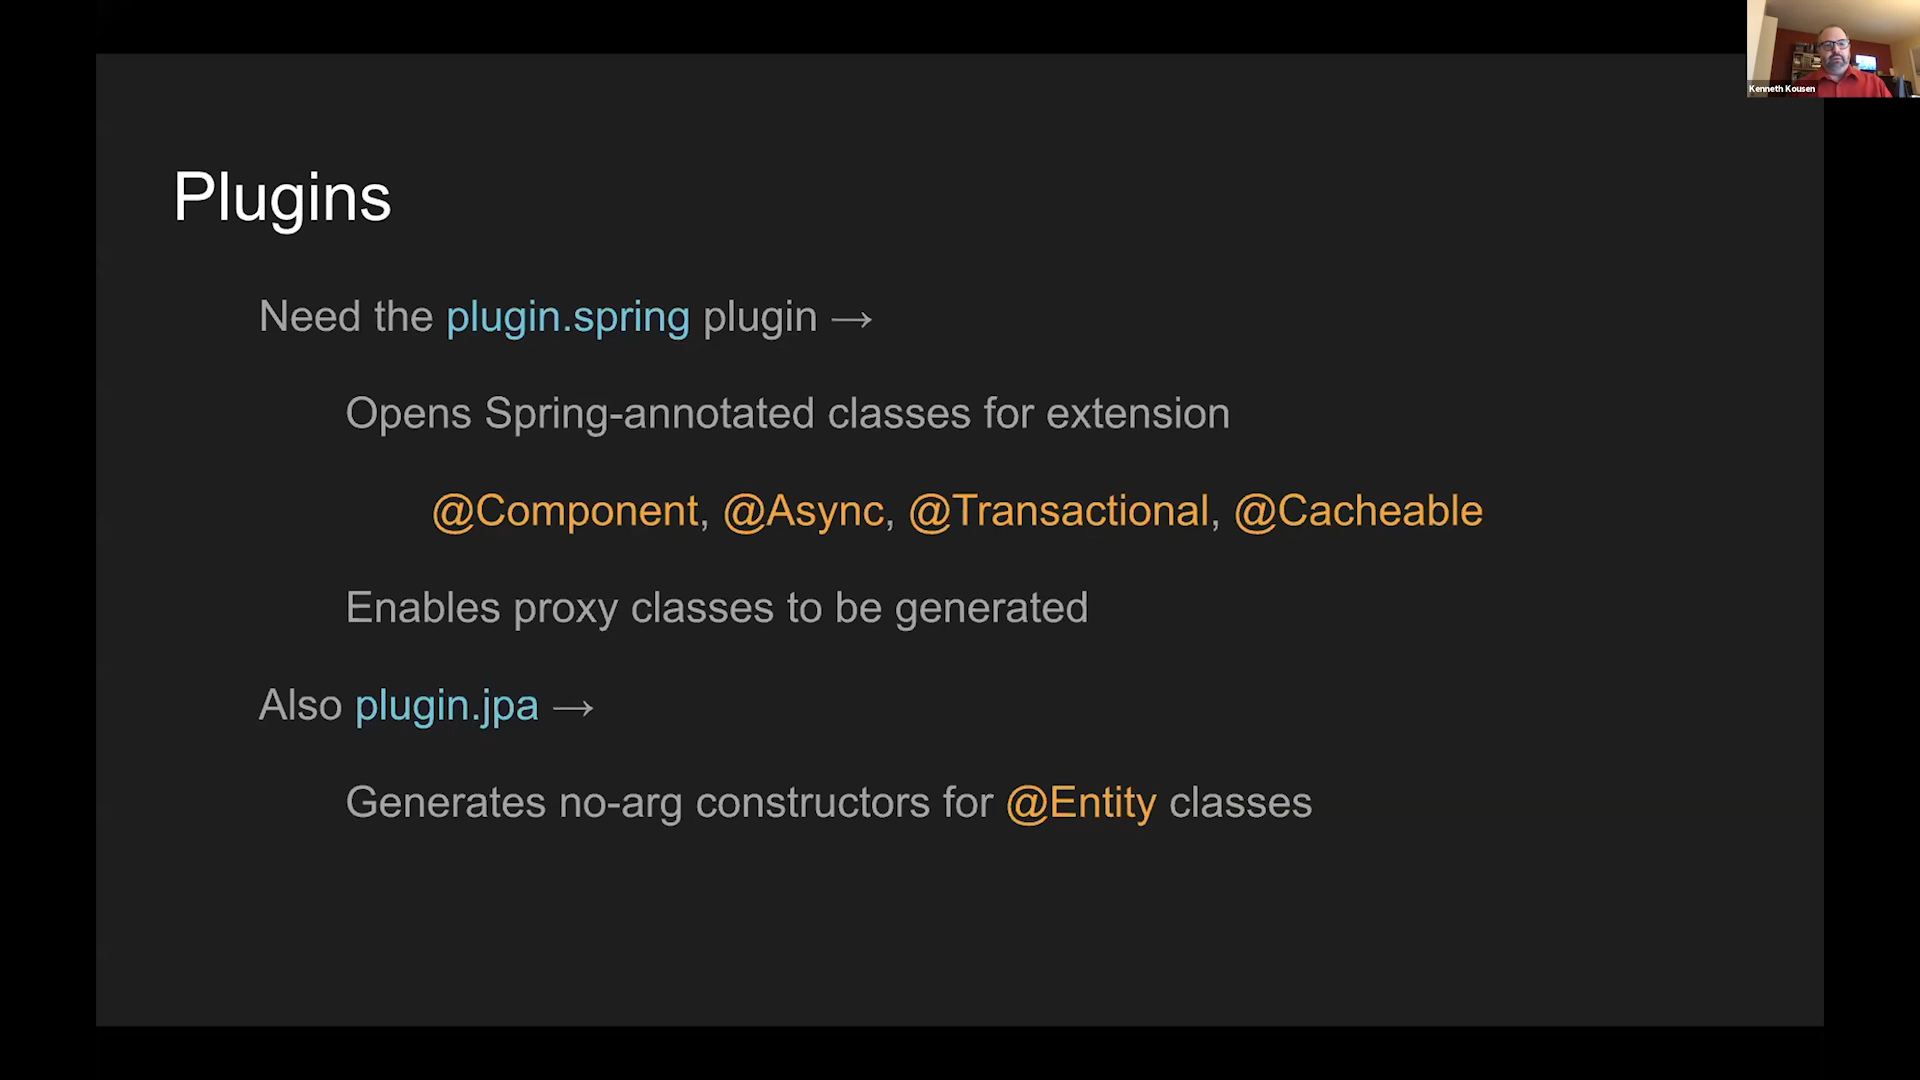 Kenneth Kousen
Plugins
Need the plugin.spring plugin →
Opens Spring-annotated classes for extension
@Component, @Async, @Transactional, @Cacheable
Enables proxy classes to be generated
Also plugin.jpa →
Generates no-arg constructors for @Entity classes